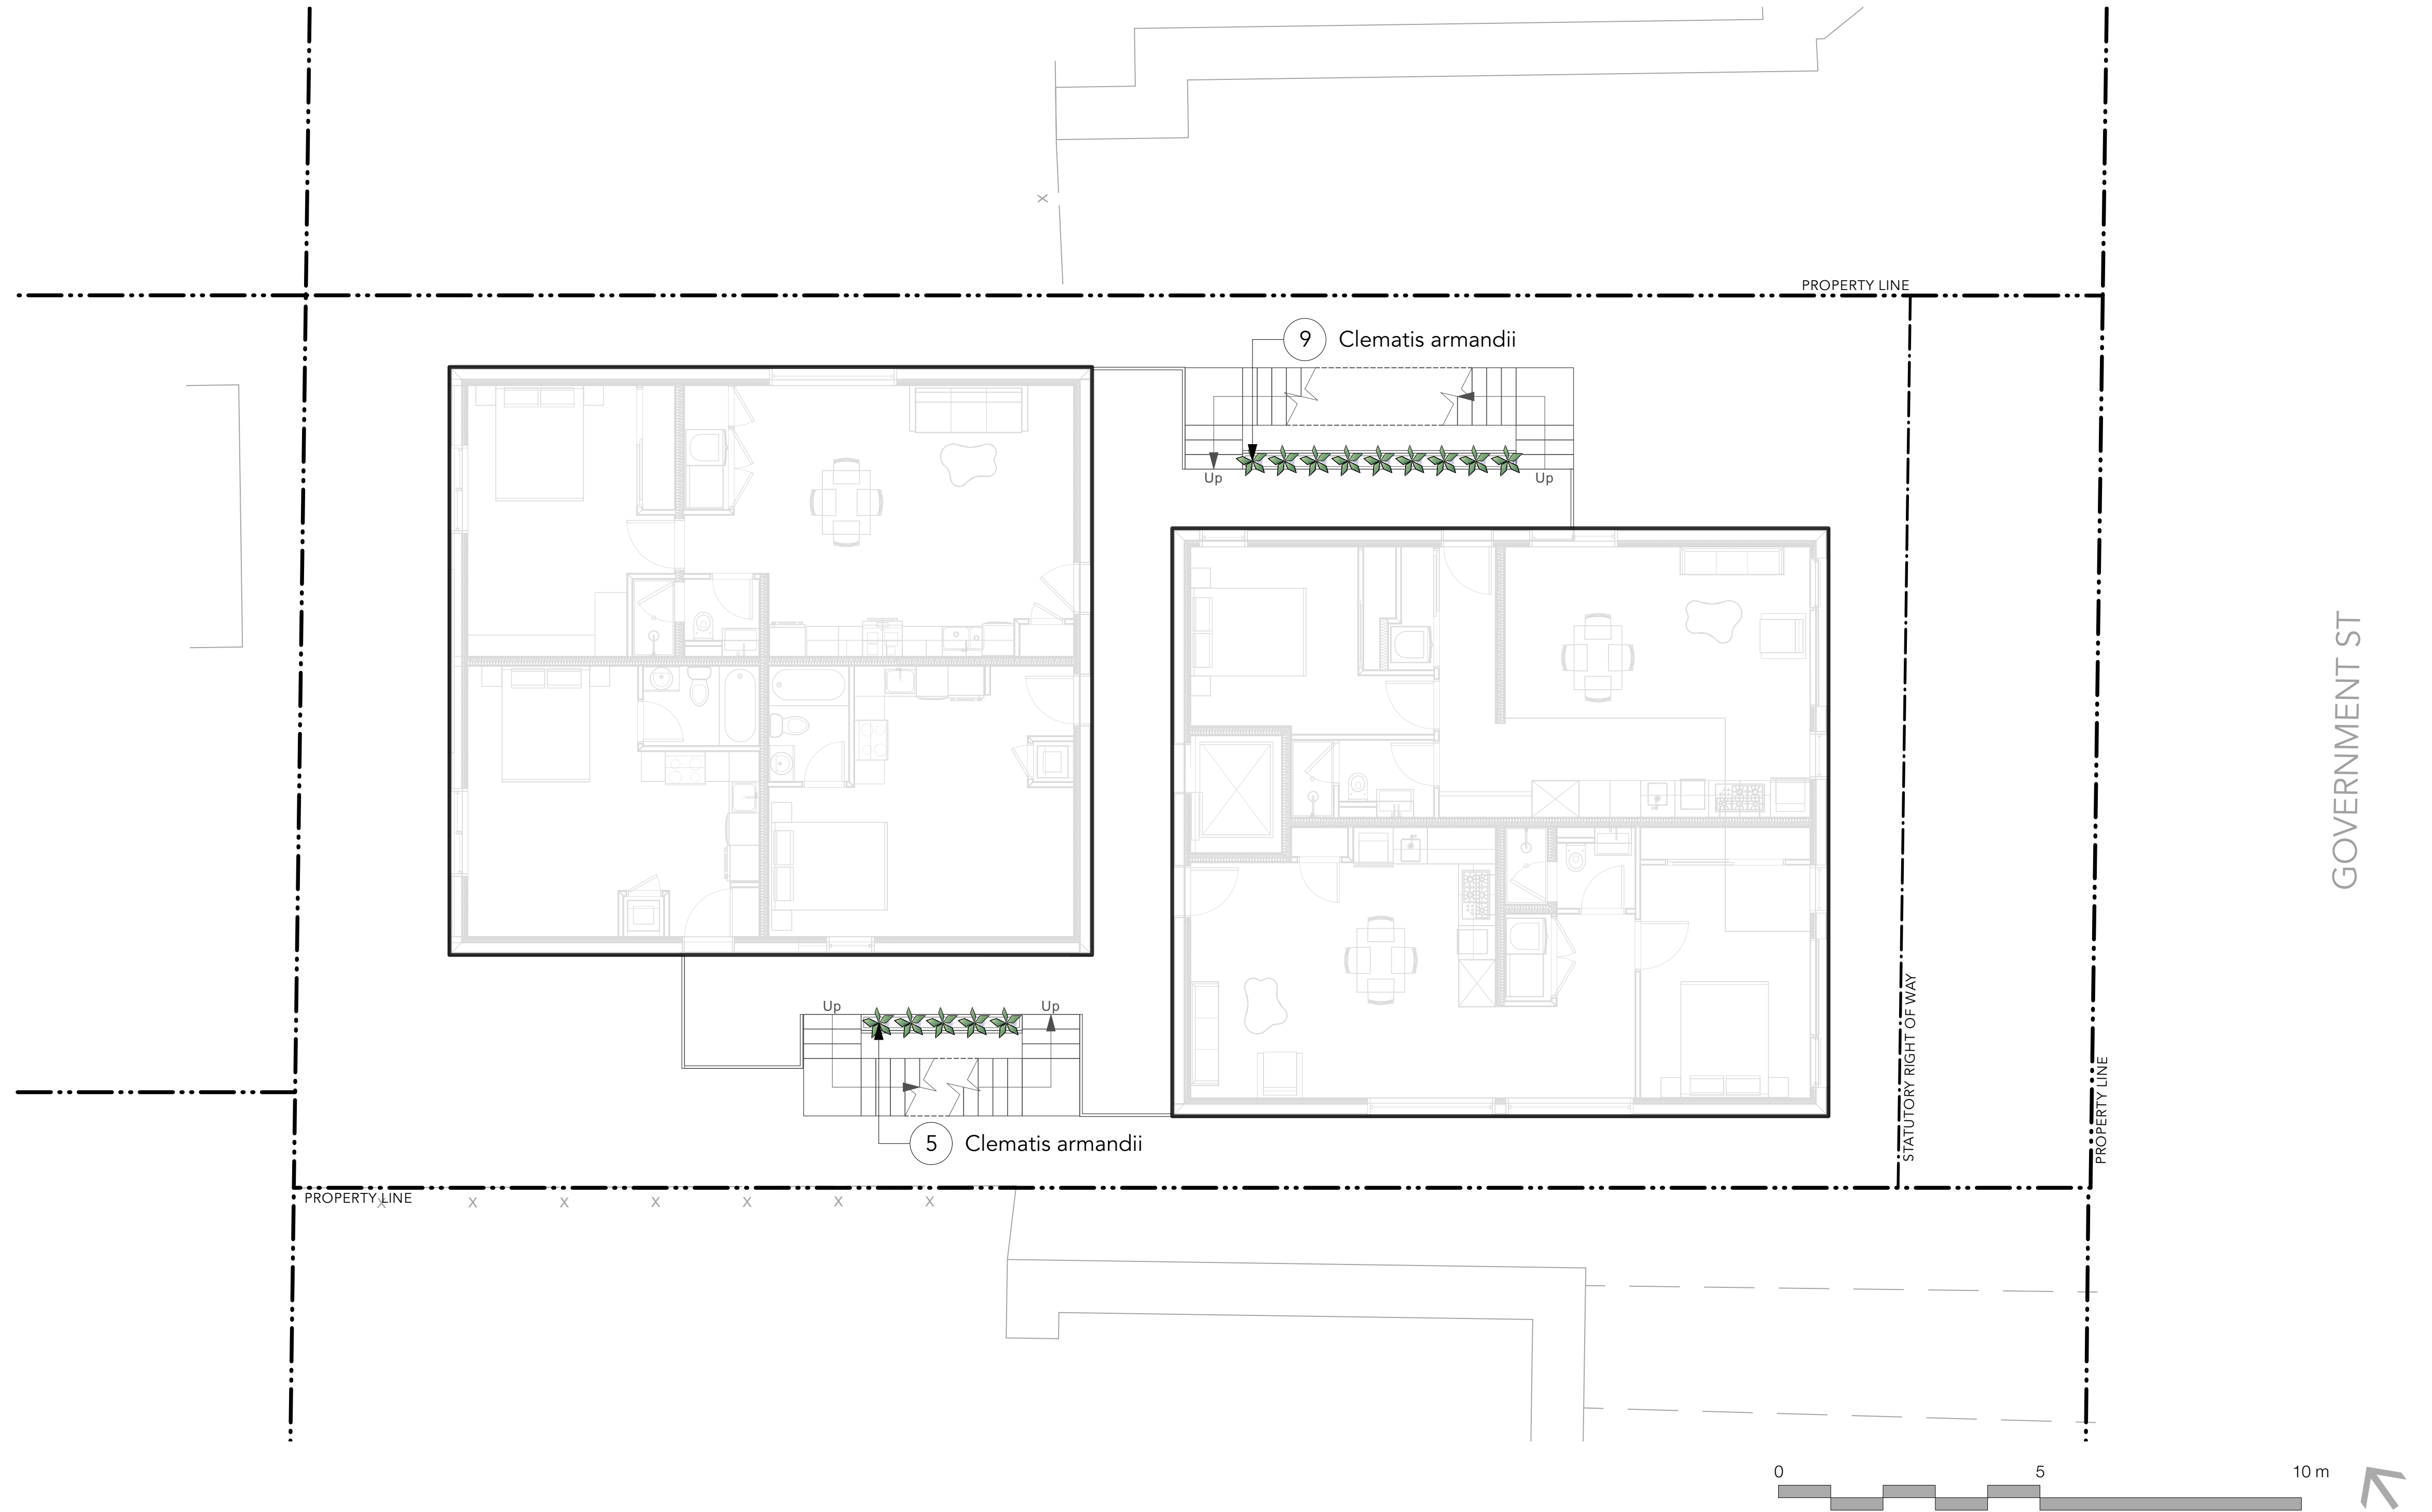 x
PROPERTY LINE
9 Clematis armandii
Up
Up
GOVERNMENT ST
Up
Up
STATUTORY RIGHT OF WAY
PROPERTY LINE
5 Clematis armandii
PROPERTY LINE
x x x x x x x
0 5 10 m